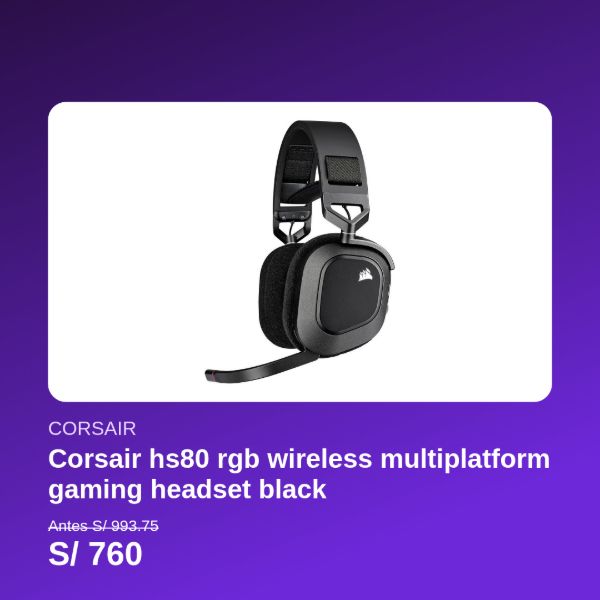 CORSAIR
Corsair hs80 rgb wireless multiplatform
gaming headset black
Antes S/ 993.75
S/ 760